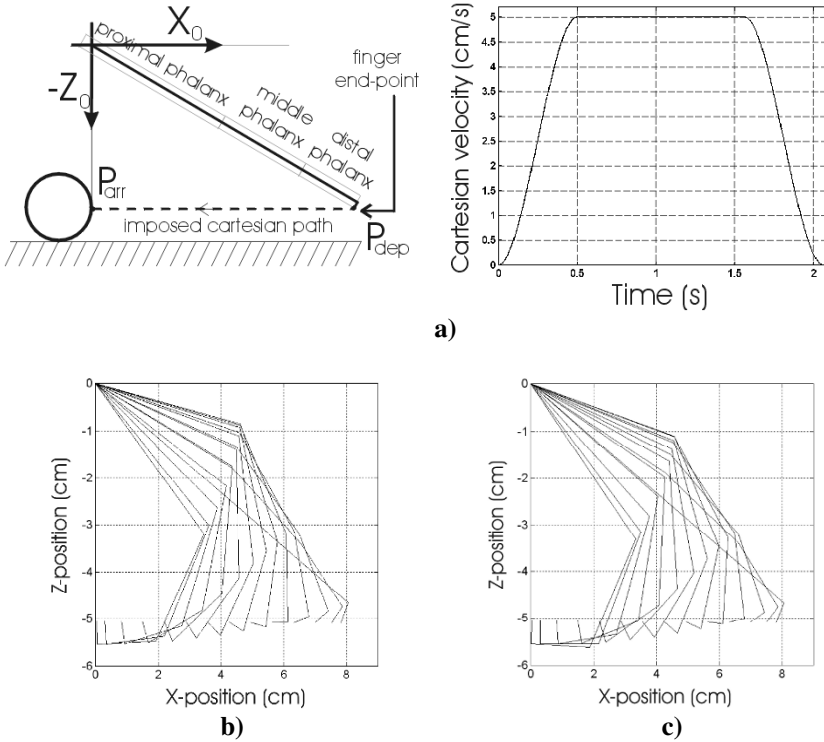 X0
-Z0
proximal phalanx
middle phalanx
distal phalanx
finger
end-point
Parr
imposed cartesian path
Pdep
Cartesian velocity (cm/s)
5
4.5
4
3.5
3
2.5
2
1.5
1
0.5
0
0 0.5 1 1.5 2
Time (s)
a)
Z-position (cm)
0
-1
-2
-3
-4
-5
-6
0 2 4 6 8
X-position (cm)
b)
Z-position (cm)
0
-1
-2
-3
-4
-5
-6
0 2 4 6 8
X-position (cm)
c)